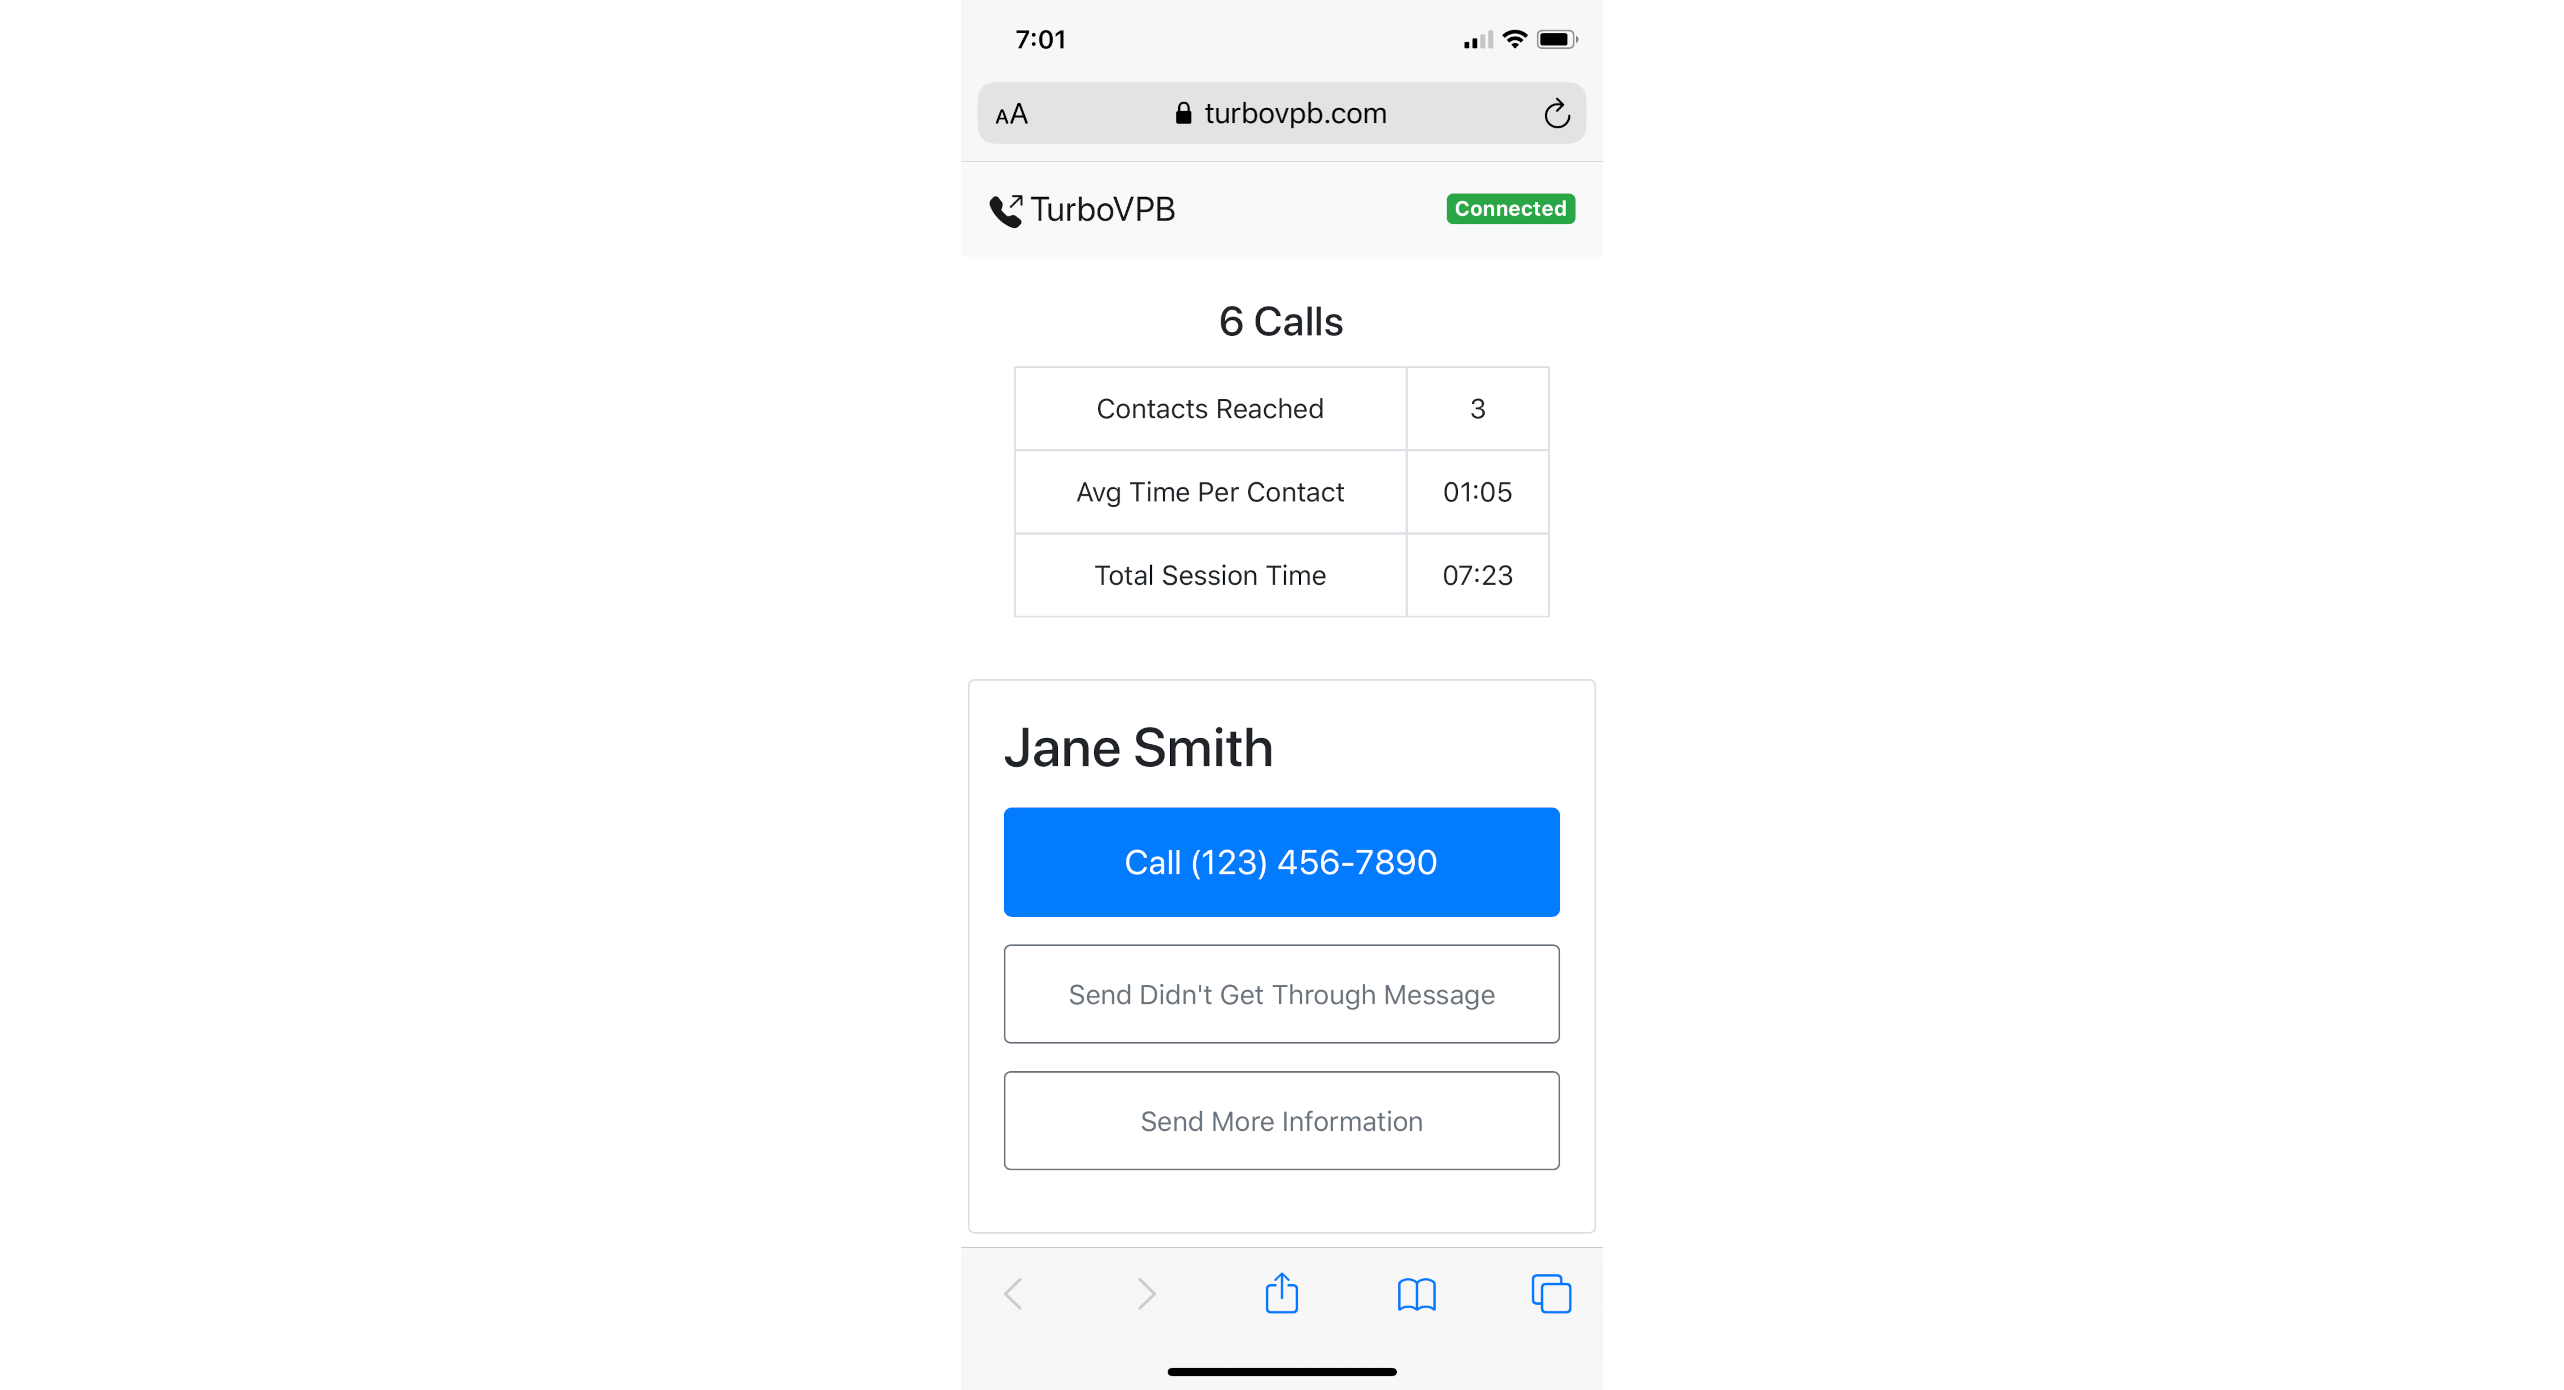 7:01
AA turbovpb.com
TurboVPB Connected
6 Calls
Contacts Reached 3
Avg Time Per Contact 01:05
Total Session Time 07:23
Jane Smith
Call (123) 456-7890
Send Didn't Get Through Message
Send More Information